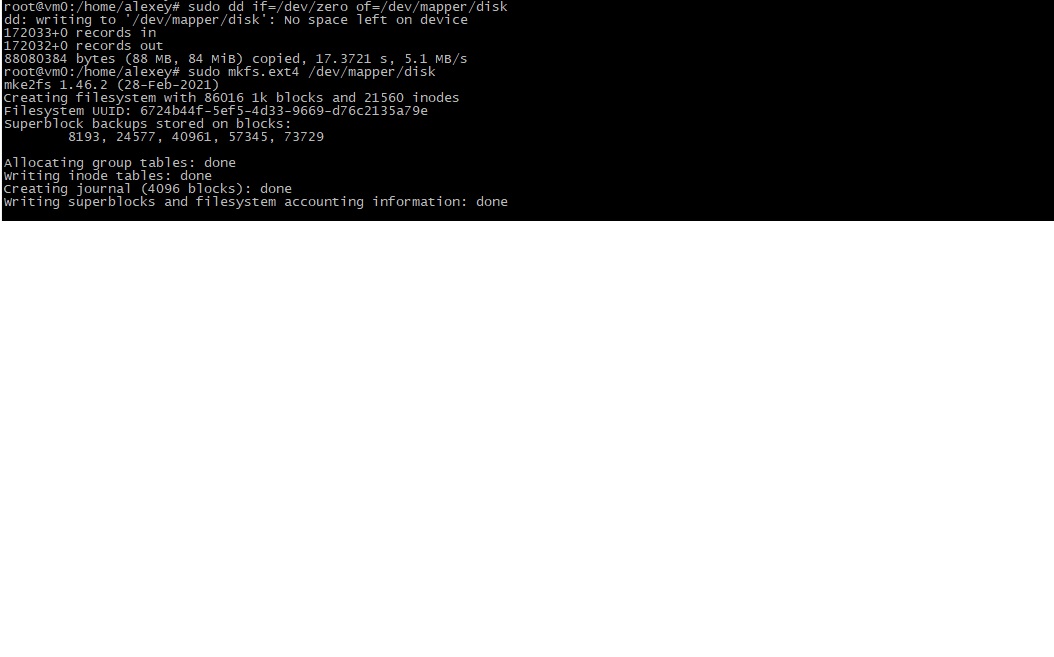 root@vm0:/home/alexey# sudo dd if=/dev/zero of=/dev/mapper/disk
dd: writing to '/dev/mapper/disk': No space left on device
172033+0 records in
172032+0 records out
88080384 bytes (88 MB, 84 MiB) copied, 17.3721 s, 5.1 MB/s
root@vm0:/home/alexey# sudo mkfs.ext4 /dev/mapper/disk
mke2fs 1.46.2 (28-Feb-2021)
Creating filesystem with 86016 1k blocks and 21560 inodes
Filesystem UUID: 6724b44f-5ef5-4d33-9669-d76c2135a79e
Superblock backups stored on blocks:
        8193, 24577, 40961, 57345, 73729

Allocating group tables: done
Writing inode tables: done
Creating journal (4096 blocks): done
Writing superblocks and filesystem accounting information: done